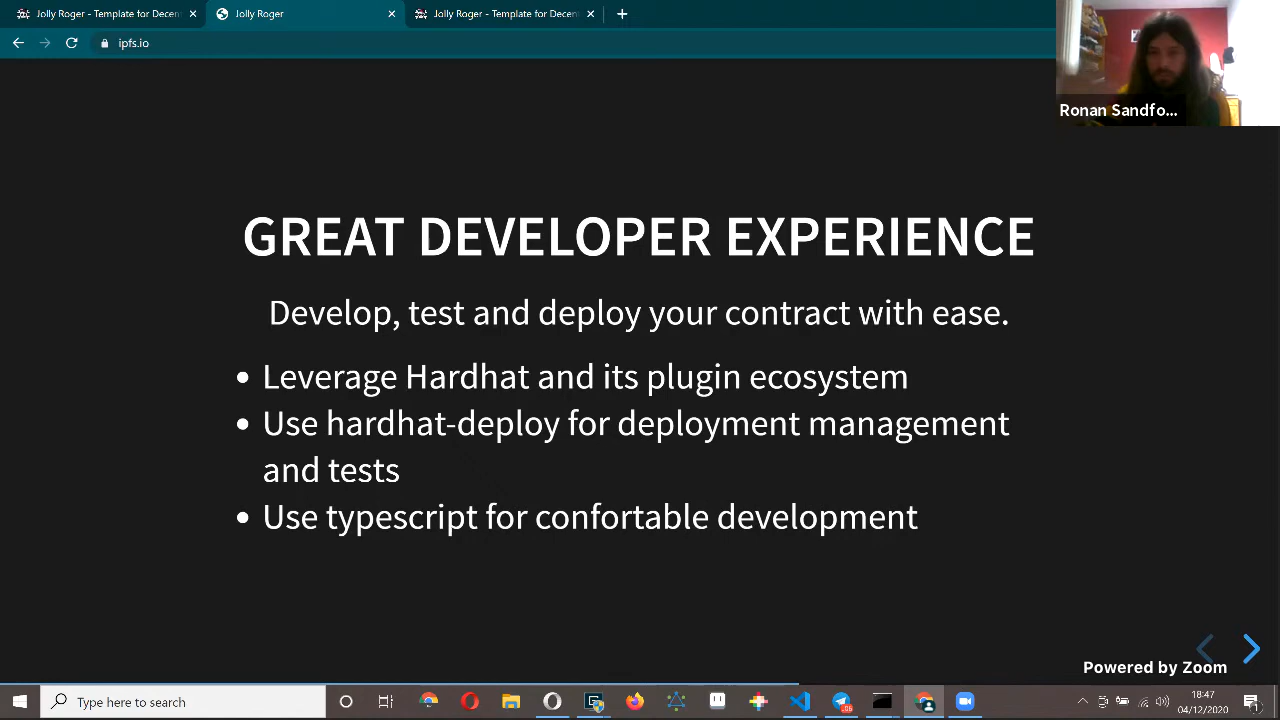 Jolly Roger - Template for Decen
Jolly Roger
Jolly Roger - Template for Decent
ipfs.io
Ronan Sandfo...
GREAT DEVELOPER EXPERIENCE
Develop, test and deploy your contract with ease.
• Leverage Hardhat and its plugin ecosystem
• Use hardhat-deploy for deployment management
and tests
• Use typescript for confortable development
Powered by Zoom
Type here to search
18:47
04/12/2020